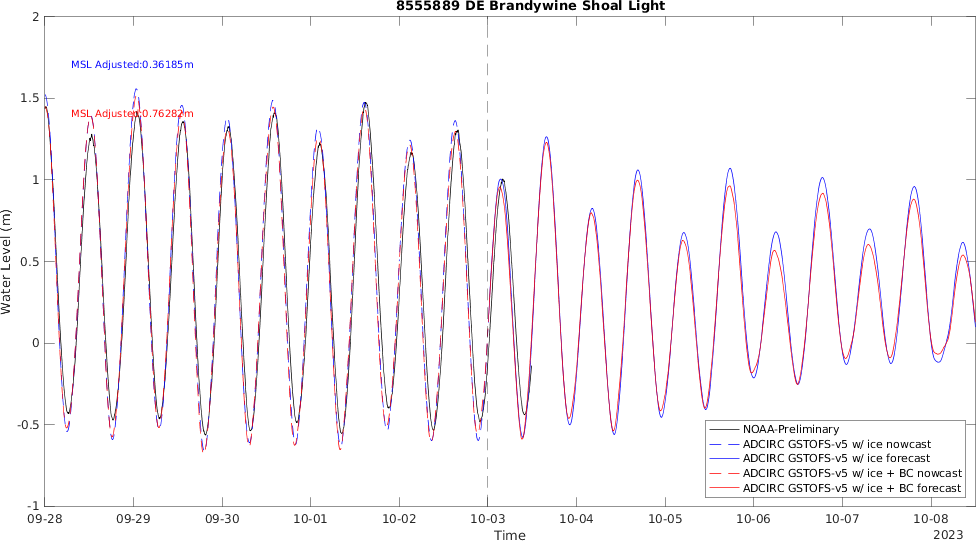 8555889 DE Brandywine Shoal Light
2
MSL Adjusted:0.36185m
1.5
MSL Adjusted:0.76282m
1
0.5
0
-0.5
-1
Water Level (m)
NOAA-Preliminary
ADCIRC GSTOFS-v5 w/ ice nowcast
ADCIRC GSTOFS-v5 w/ ice forecast
ADCIRC GSTOFS-v5 w/ ice + BC nowcast
ADCIRC GSTOFS-v5 w/ ice + BC forecast
09-28 09-29 09-30 10-01 10-02 10-03 10-04 10-05 10-06 10-07 10-08
Time
2023